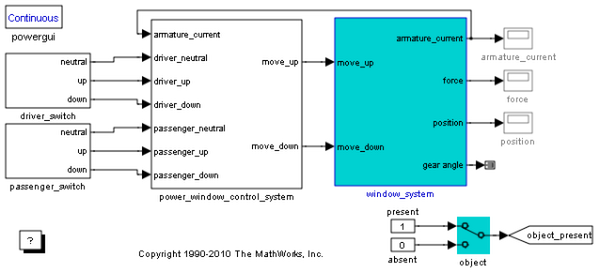 Continuous
powergui
neutral
up
down
driver_switch
neutral
up
down
passenger_switch
armature_current
driver_neutral
driver_up
driver_down
passenger_neutral
passenger_up
passenger_down
move_up
move_down
power_window_control_system
move_up
move_down
armature_current
force
position
gear angle
window_system
armature_current
force
position
present
1
0
absent
object
object_present
?
Copyright 1990-2010 The MathWorks, Inc.